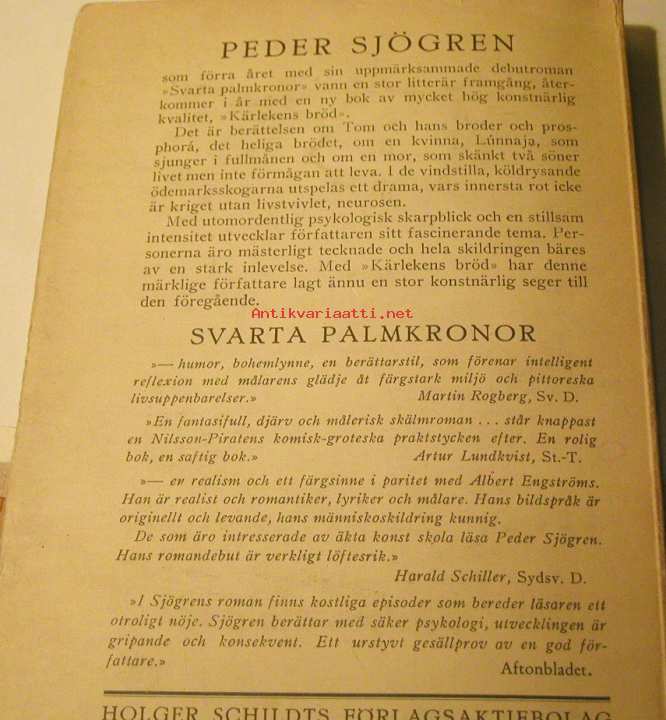 PEDER SJÖGREN
som förra året med sin uppmärksammade debutroman
»Svarta palmkronor» vann en stor litterär framgång, åter-
kommer i år med en ny bok av mycket hög konstnärlig
kvalitet, »Kärlekens bröd».
Det är berättelsen om Tom och hans broder och pros-
phorá, det heliga brödet, om en kvinna, Lúnnaja, som
sjunger i fullmånen och om en mor, som skänkt två söner
livet men inte förmågan att leva. I de vindstilla, köldrysande
ödemarksskogarna utspelas ett drama, vars innersta rot icke
är kriget utan livstvivlet, neurosen.
Med utomordentlig psykologisk skarpblick och en stillsam
intensitet utvecklar författaren sitt fascinerande tema. Per-
sonerna äro mästerligt tecknade och hela skildringen bäres
av en stark inlevelse. Med »Kärlekens bröd» har denne
märklige författare lagt ännu en stor konstnärlig seger till
den föregående.
Antikvariaatti.net
SVARTA PALMKRONOR
»— humor, bohemlynne, en berättarstil, som förenar intelligent
reflexion med målarens glädje åt färgstark miljö och pittoreska
livsuppenbarelser.» Martin Rogberg, Sv. D.
»En fantasifull, djärv och målerisk skälmroman . . . står knappast
en Nilsson-Piratens komisk-groteska praktstycken efter. En rolig
bok, en saftig bok.» Artur Lundkvist, St.-T.
»— en realism och ett färgsinne i paritet med Albert Engströms.
Han är realist och romantiker, lyriker och målare. Hans bildspråk är
originellt och levande, hans människoskildring kunnig.
De som äro intresserade av äkta konst skola läsa Peder Sjögren.
Hans romandebut är verkligt löftesrik.»
Harald Schiller, Sydsv. D.
»I Sjögrens roman finns kostliga episoder som bereder läsaren ett
otroligt nöje. Sjögren berättar med säker psykologi, utvecklingen är
gripande och konsekvent. Ett urstyvt gesällprov av en god för-
fattare.» Aftonbladet.
HOLGER SCHILDTS FÖRLAGSAKTIEBOLAG